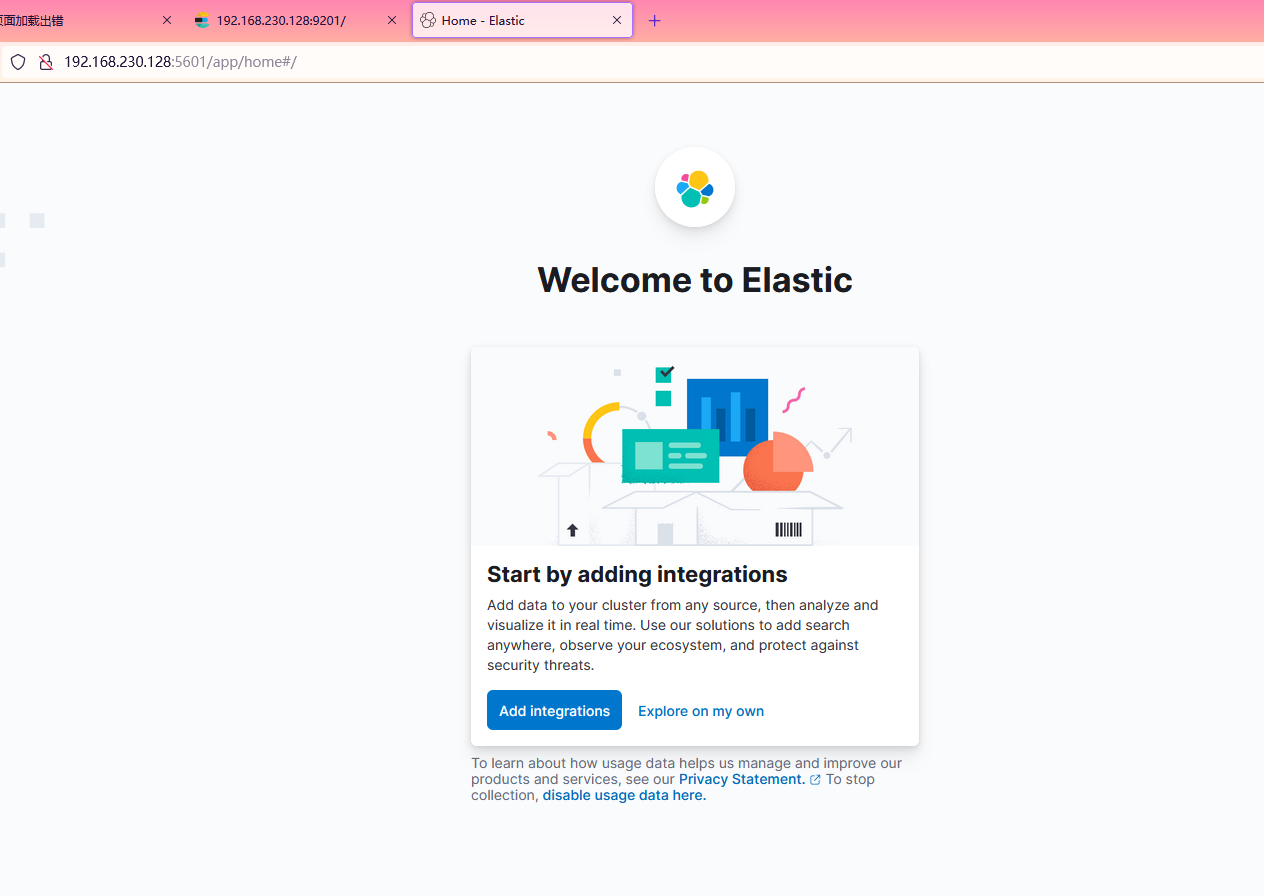 页面加载出错
192.168.230.128:9201/
Home - Elastic
192.168.230.128:5601/app/home#/
Welcome to Elastic
Start by adding integrations
Add data to your cluster from any source, then analyze and
visualize it in real time. Use our solutions to add search
anywhere, observe your ecosystem, and protect against
security threats.
Add integrations
Explore on my own
To learn about how usage data helps us manage and improve our
products and services, see our Privacy Statement. To stop
collection, disable usage data here.